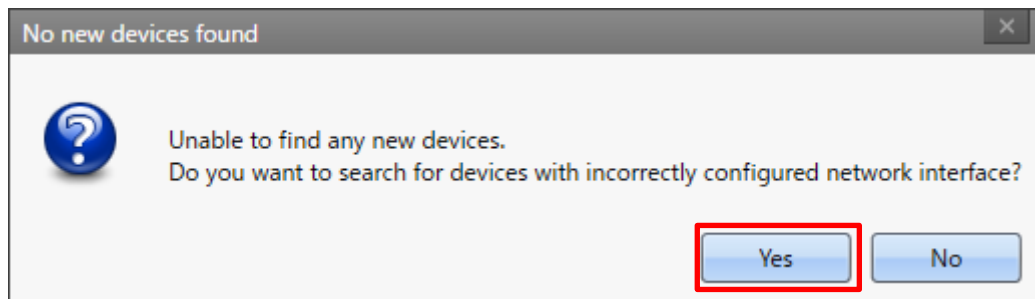 No new devices found
Unable to find any new devices.
Do you want to search for devices with incorrectly configured network interface?
Yes
No